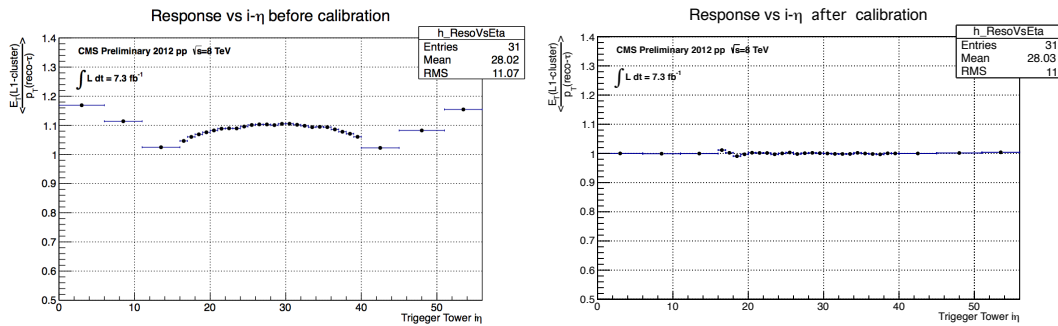 Response vs i-η before calibration
h_ResoVsEta
Entries 31
Mean 28.02
RMS 11.07
CMS Preliminary 2012 pp √s=8 TeV
∫ L dt = 7.3 fb⁻¹
<E_T(L1-cluster)/p_T(reco-τ)>
1.4
1.3
1.2
1.1
1
0.9
0.8
0.7
0.6
0.5
0 10 20 30 40 50
Trigeger Tower iη
Response vs i-η after calibration
h_ResoVsEta
Entries 31
Mean 28.03
RMS 11
CMS Preliminary 2012 pp √s=8 TeV
∫ L dt = 7.3 fb⁻¹
<E_T(L1-cluster)/p_T(reco-τ)>
1.4
1.3
1.2
1.1
1
0.9
0.8
0.7
0.6
0.5
0 10 20 30 40 50
Trigeger Tower iη